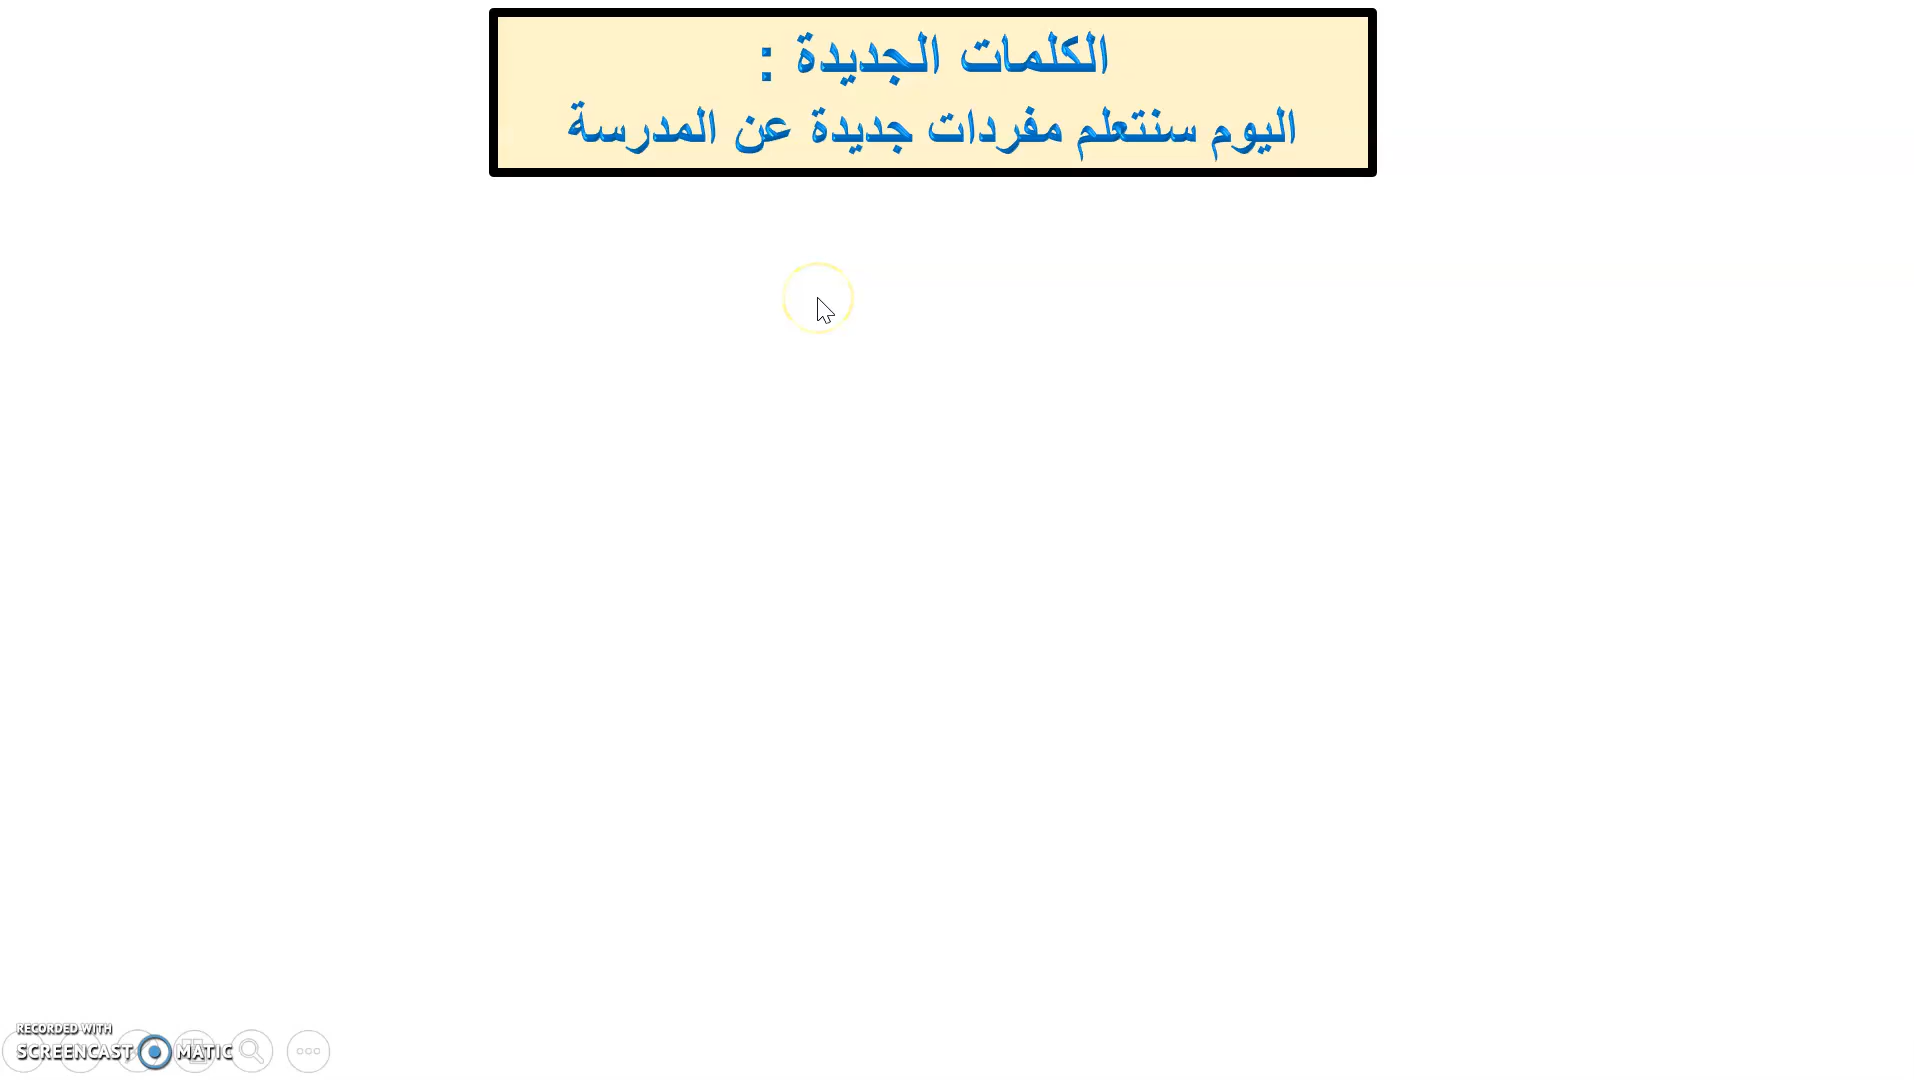 الكلمات الجديدة :
اليوم سنتعلم مفردات جديدة عن المدرسة
RECORDED WITH
SCREENCAST MATIC